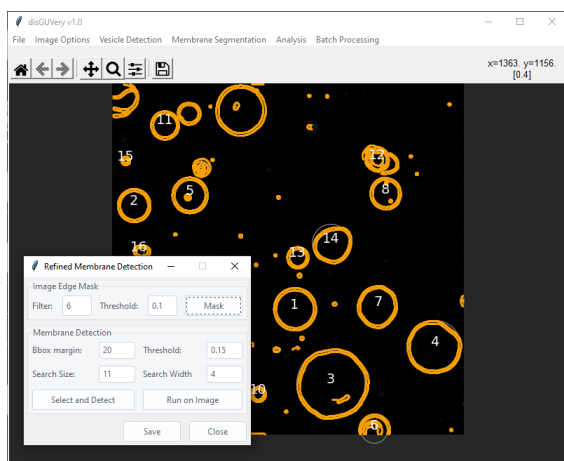 disGUVery v1.0
File Image Options Vesicle Detection Membrane Segmentation Analysis Batch Processing
x=1363. y=1156.
[0.4]
11
12
15
5
8
2
14
16
13
1
7
4
3
10
6
Refined Membrane Detection
Image Edge Mask
Filter: 6 Threshold: 0.1 Mask
Membrane Detection
Bbox margin: 20 Threshold: 0.15
Search Size: 11 Search Width 4
Select and Detect Run on Image
Save Close